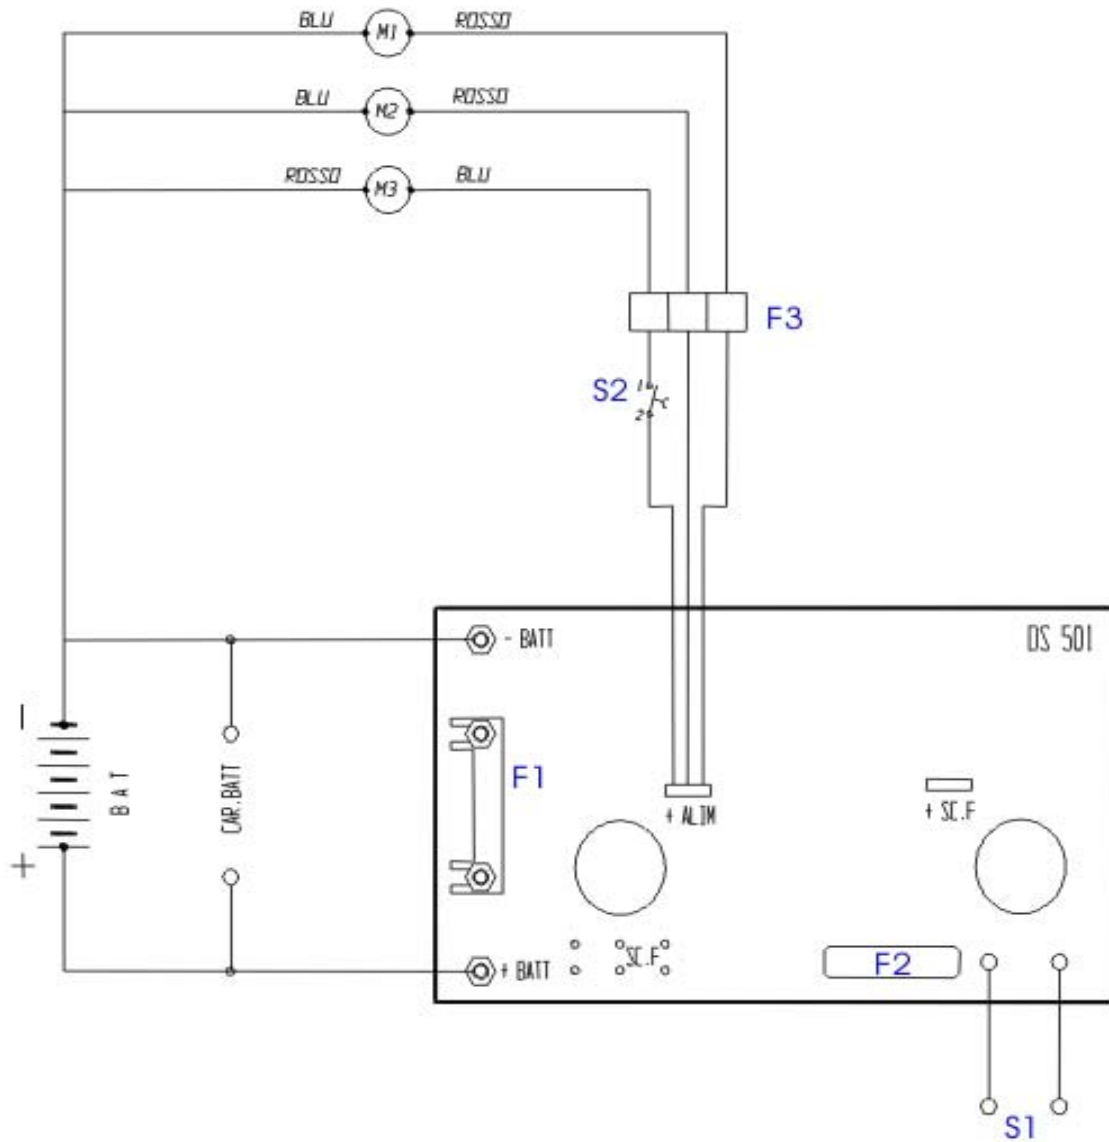 BLU M1 ROSSO
BLU M2 ROSSO
ROSSO M3 BLU
F3
S2 1
2
- BATT
DS 501
BAT
CAR.BATT
F1
+ ALIM
+ SC.F
SC.F
+ BATT
F2
S1